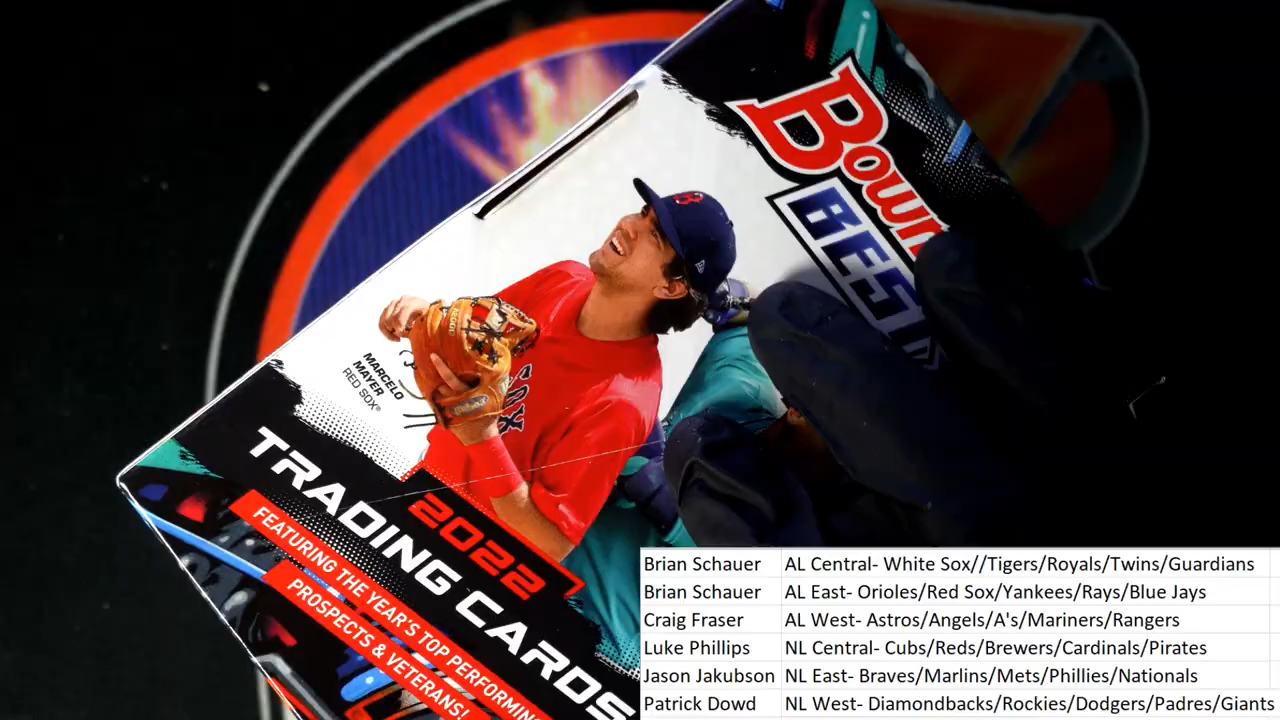 Bowm
BEST
B
MARCELO
MAYER
RED SOX®
2022
TRADING CARDS
FEATURING THE YEAR'S TOP PERFORMING
PROSPECTS & VETERANS!
Brian Schauer AL Central- White Sox//Tigers/Royals/Twins/Guardians
Brian Schauer AL East- Orioles/Red Sox/Yankees/Rays/Blue Jays
Craig Fraser AL West- Astros/Angels/A's/Mariners/Rangers
Luke Phillips NL Central- Cubs/Reds/Brewers/Cardinals/Pirates
Jason Jakubson NL East- Braves/Marlins/Mets/Phillies/Nationals
Patrick Dowd NL West- Diamondbacks/Rockies/Dodgers/Padres/Giants